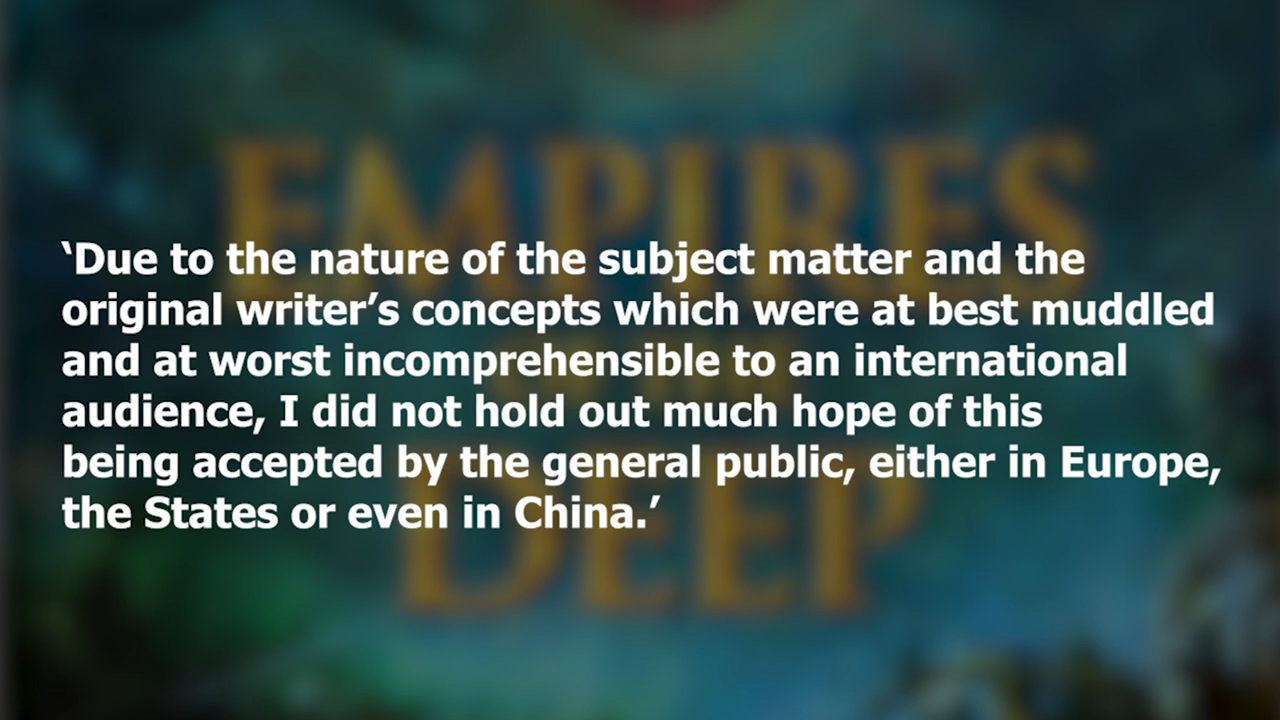 EMPIRES
DEEP
‘Due to the nature of the subject matter and the
original writer’s concepts which were at best muddled
and at worst incomprehensible to an international
audience, I did not hold out much hope of this
being accepted by the general public, either in Europe,
the States or even in China.’